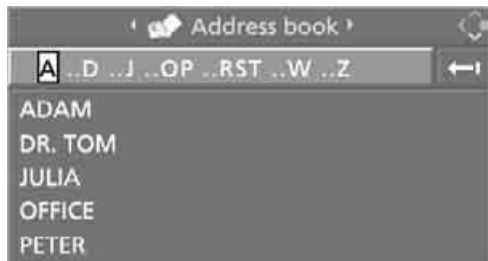 Address book
A ..D ..J ..OP ..RST ..W ..Z
ADAM
DR. TOM
JULIA
OFFICE
PETER